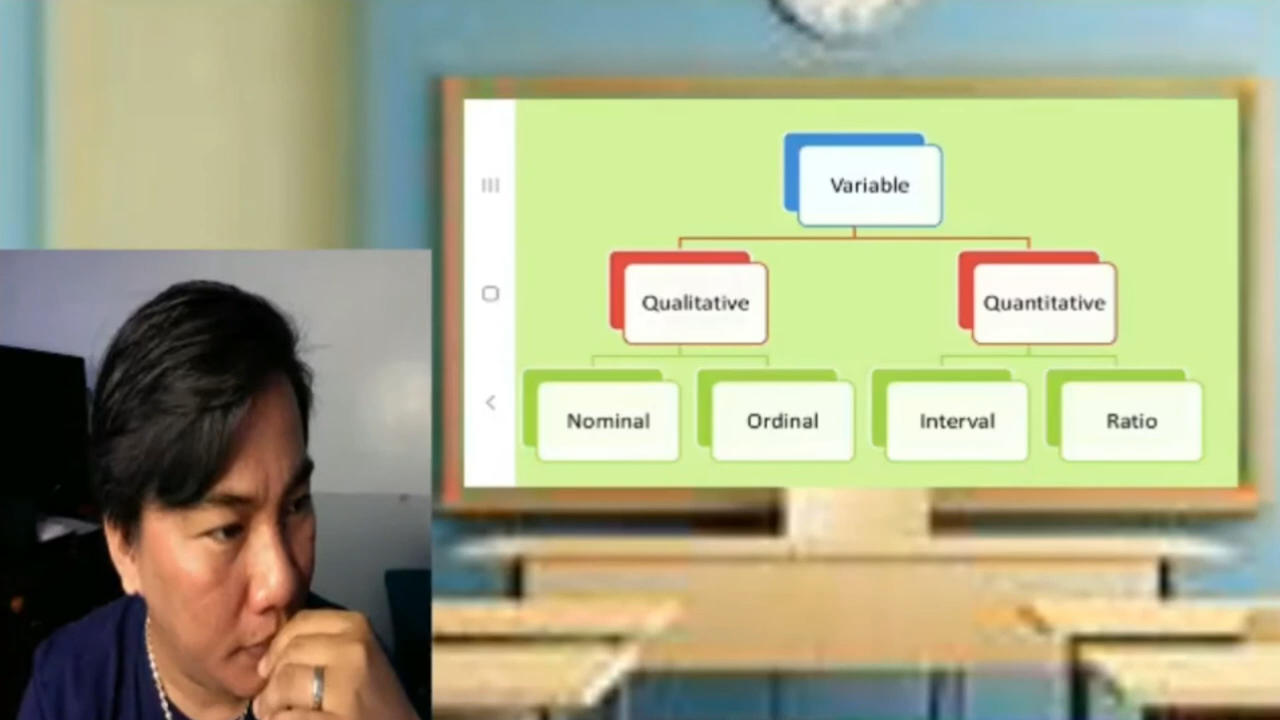 Variable
Qualitative
Quantitative
Nominal
Ordinal
Interval
Ratio